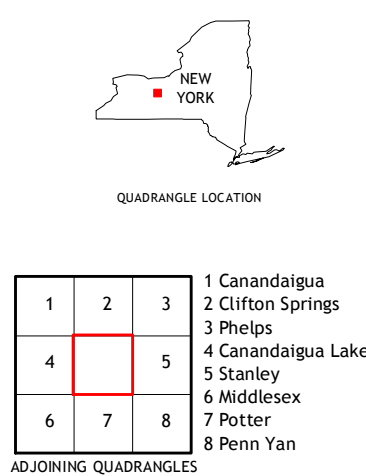 NEW
YORK
QUADRANGLE LOCATION
1 2 3
4 5
6 7 8
1 Canandaigua
2 Clifton Springs
3 Phelps
4 Canandaigua Lake
5 Stanley
6 Middlesex
7 Potter
8 Penn Yan
ADJOINING QUADRANGLES